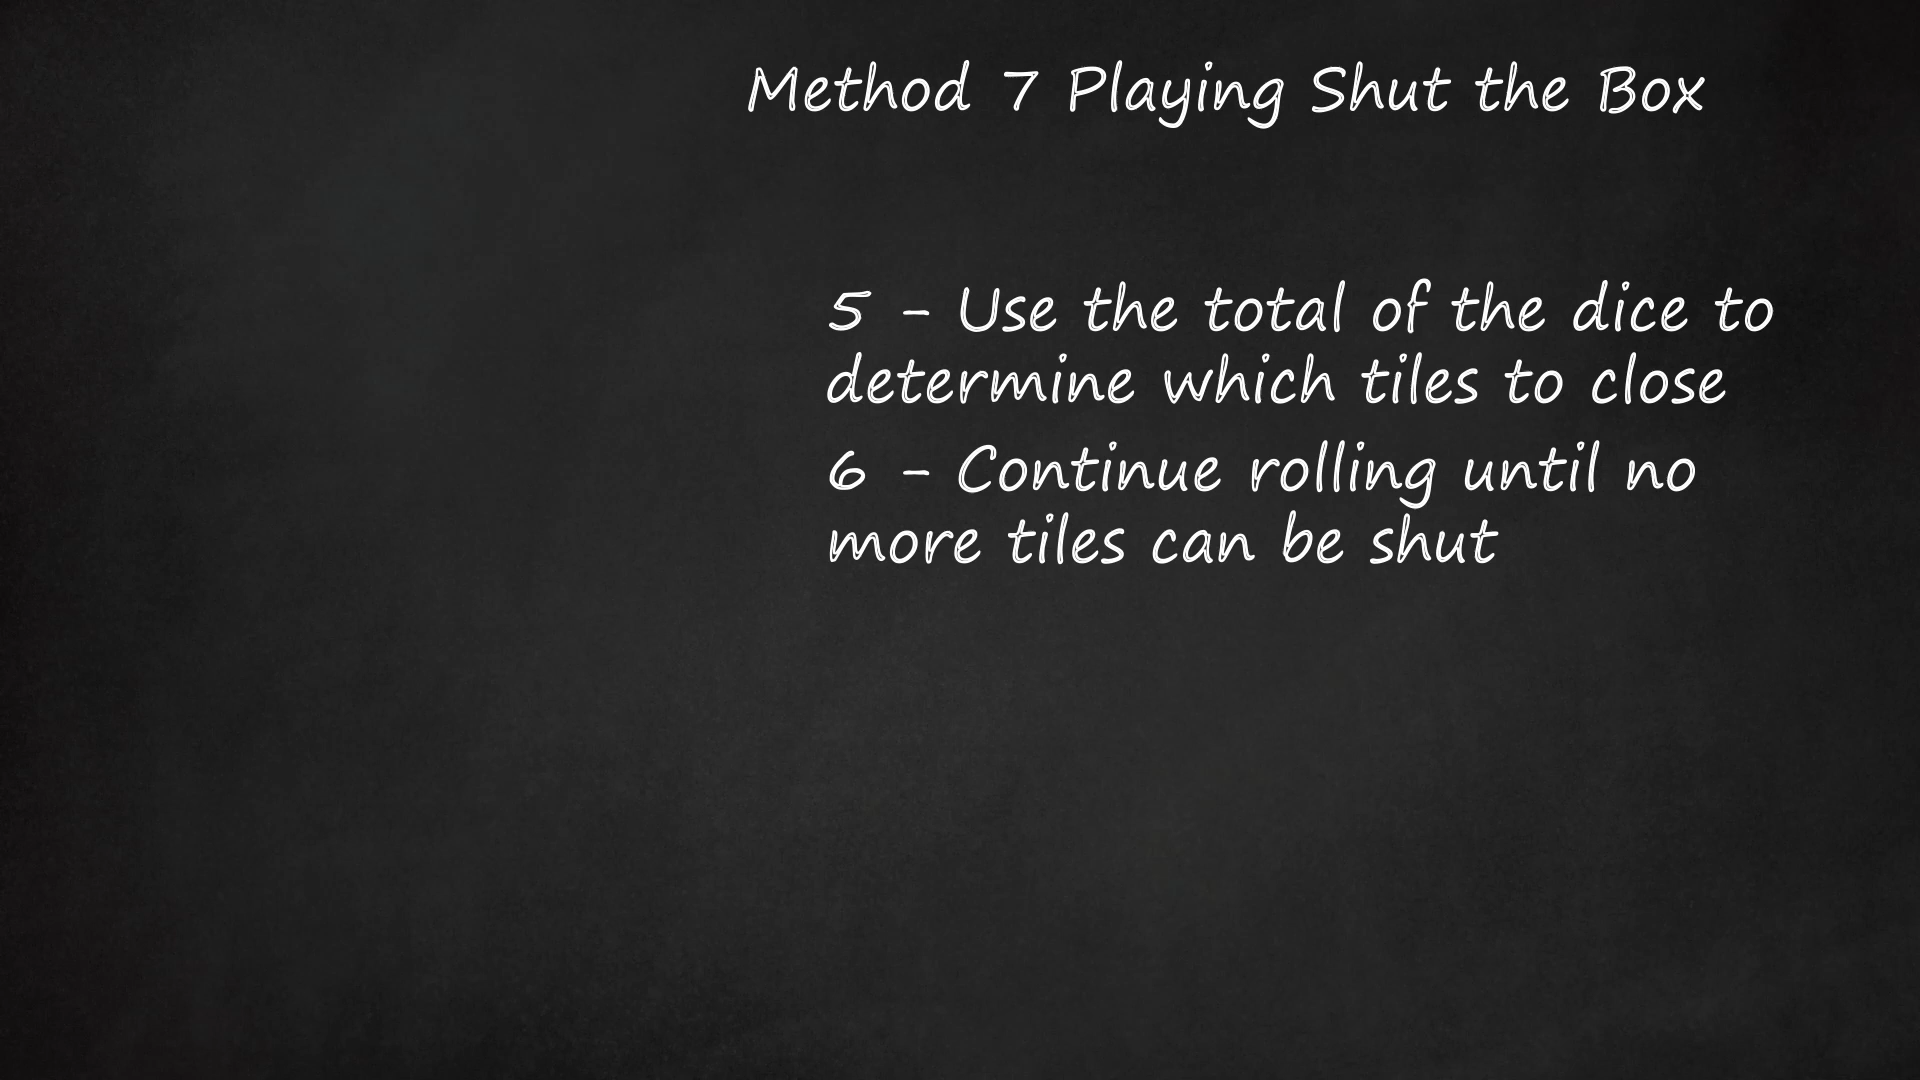 Method 7 Playing Shut the Box
5 - Use the total of the dice to
determine which tiles to close
6 - Continue rolling until no
more tiles can be shut